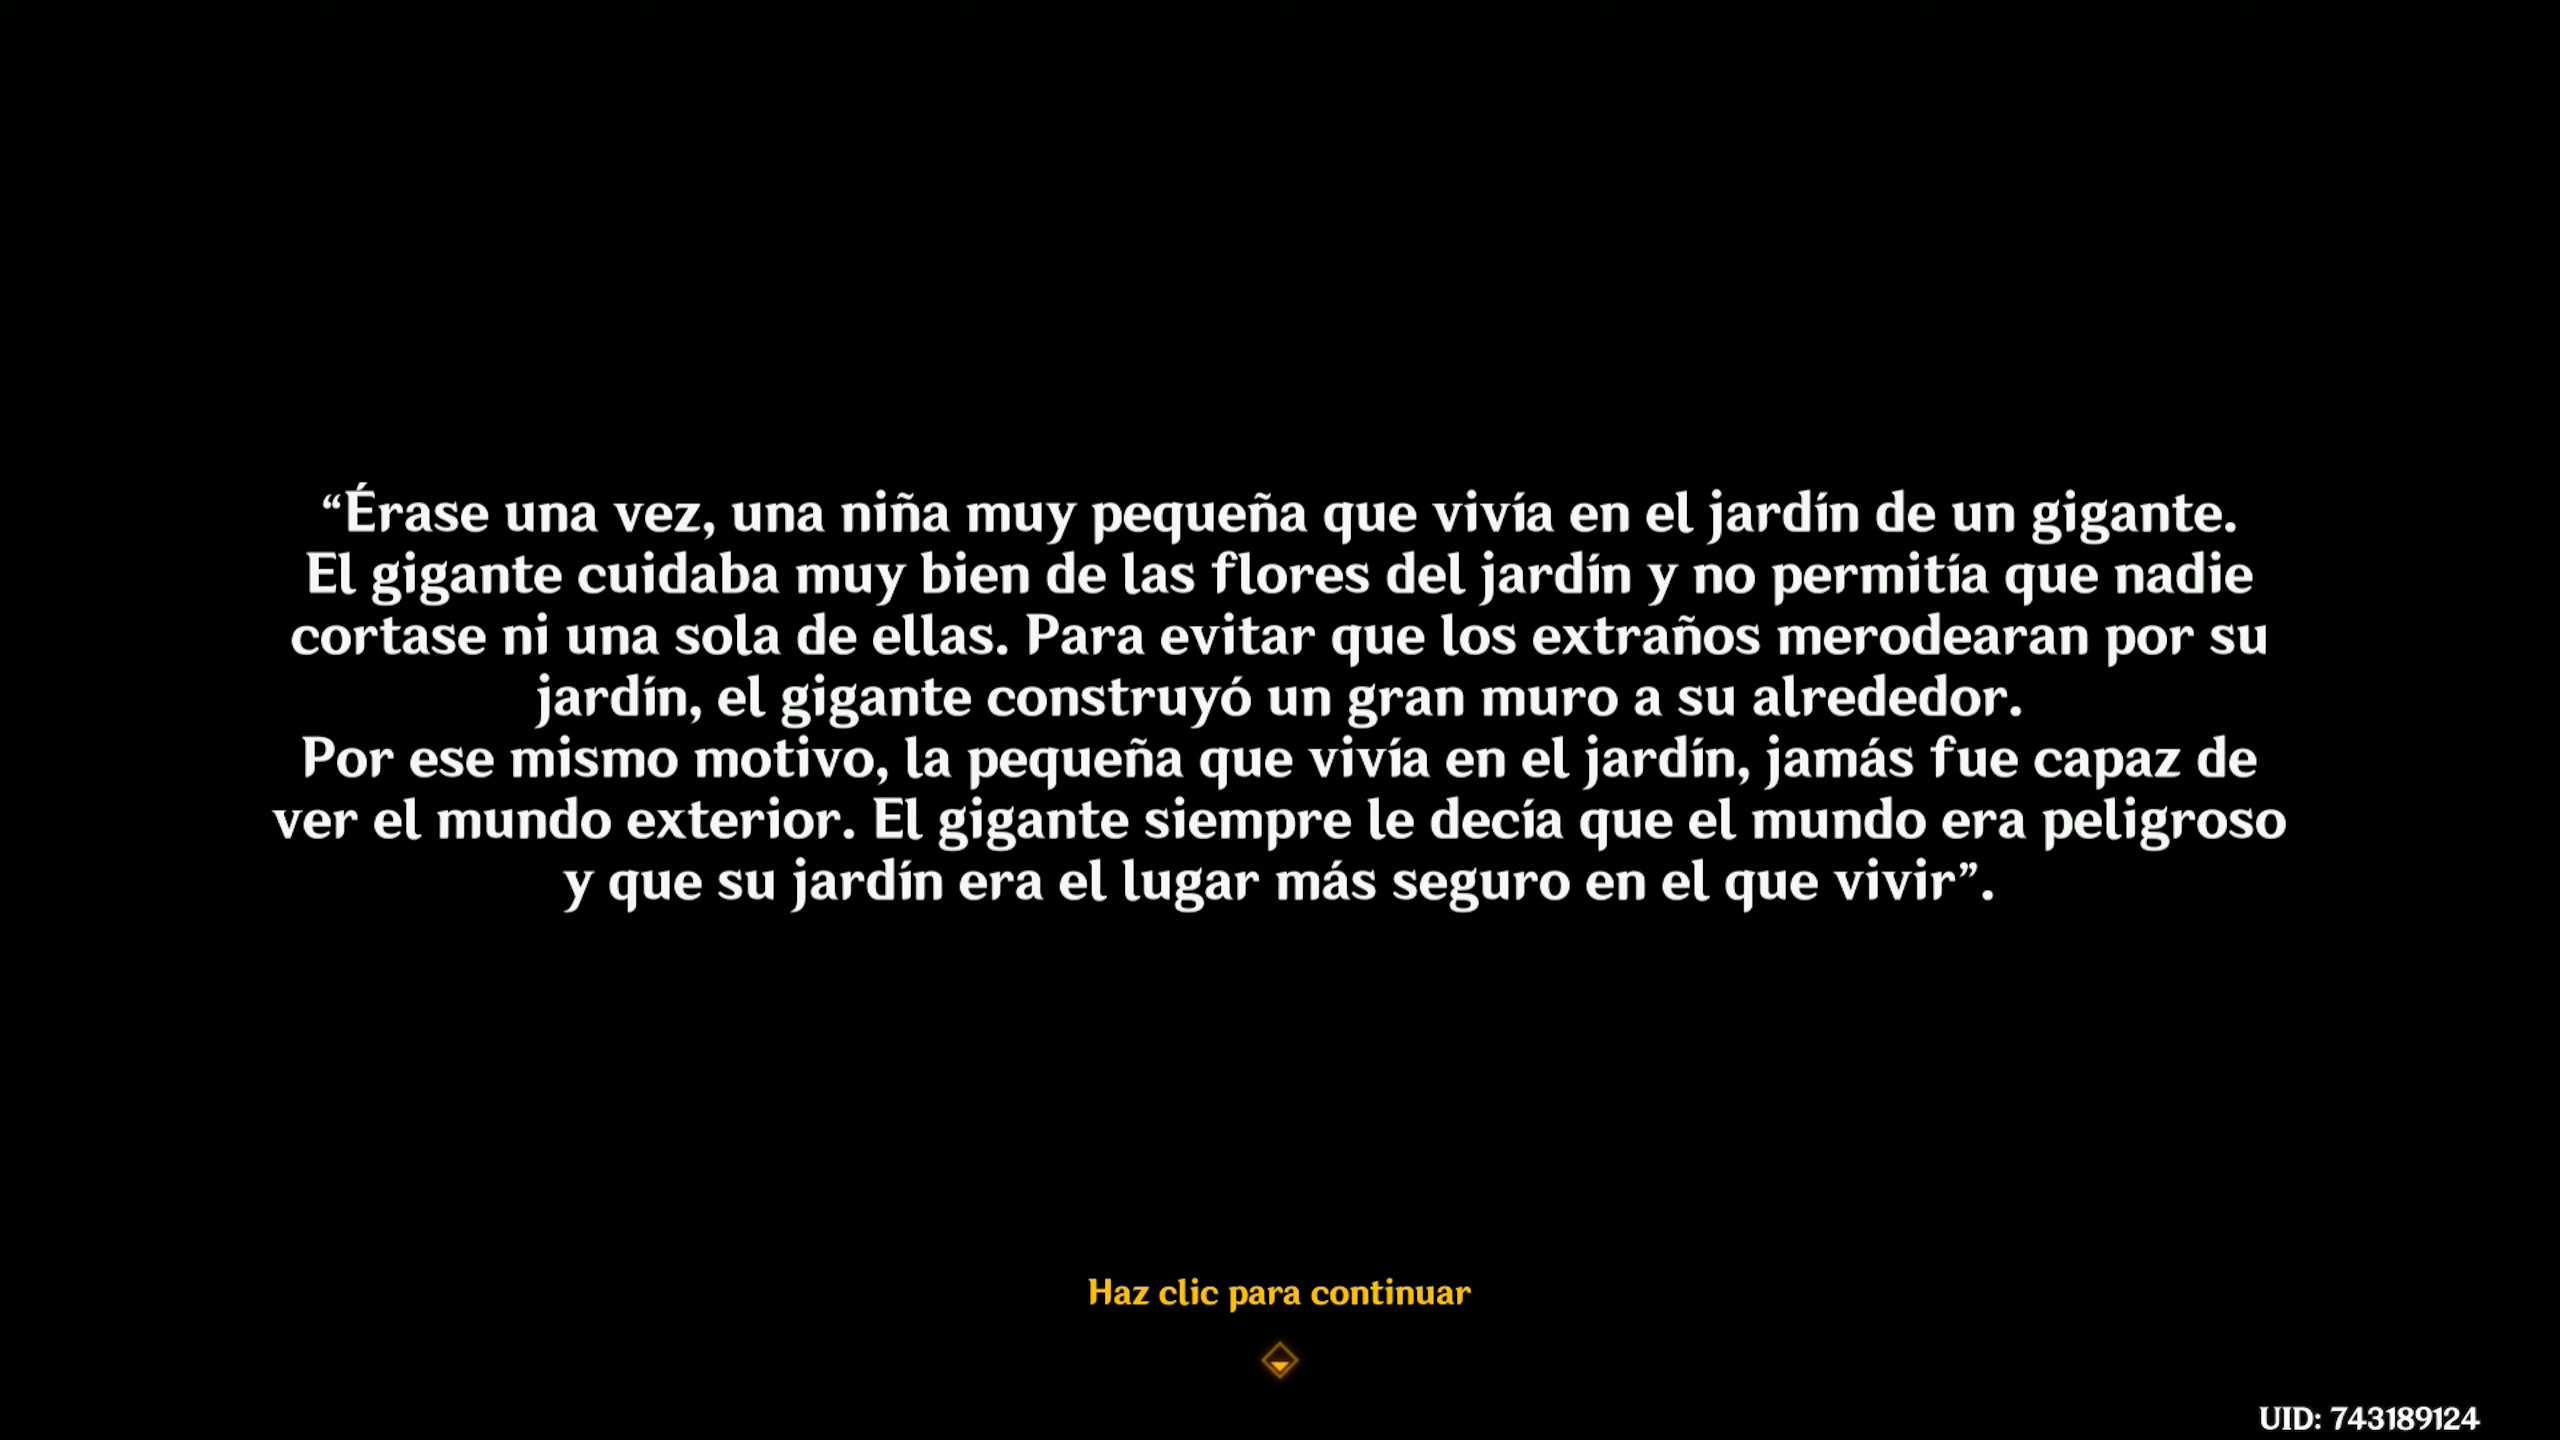 “Érase una vez, una niña muy pequeña que vivía en el jardín de un gigante.
El gigante cuidaba muy bien de las flores del jardín y no permitía que nadie
cortase ni una sola de ellas. Para evitar que los extraños merodearan por su
jardín, el gigante construyó un gran muro a su alrededor.
Por ese mismo motivo, la pequeña que vivía en el jardín, jamás fue capaz de
ver el mundo exterior. El gigante siempre le decía que el mundo era peligroso
y que su jardín era el lugar más seguro en el que vivir”.
Haz clic para continuar
UID: 743189124